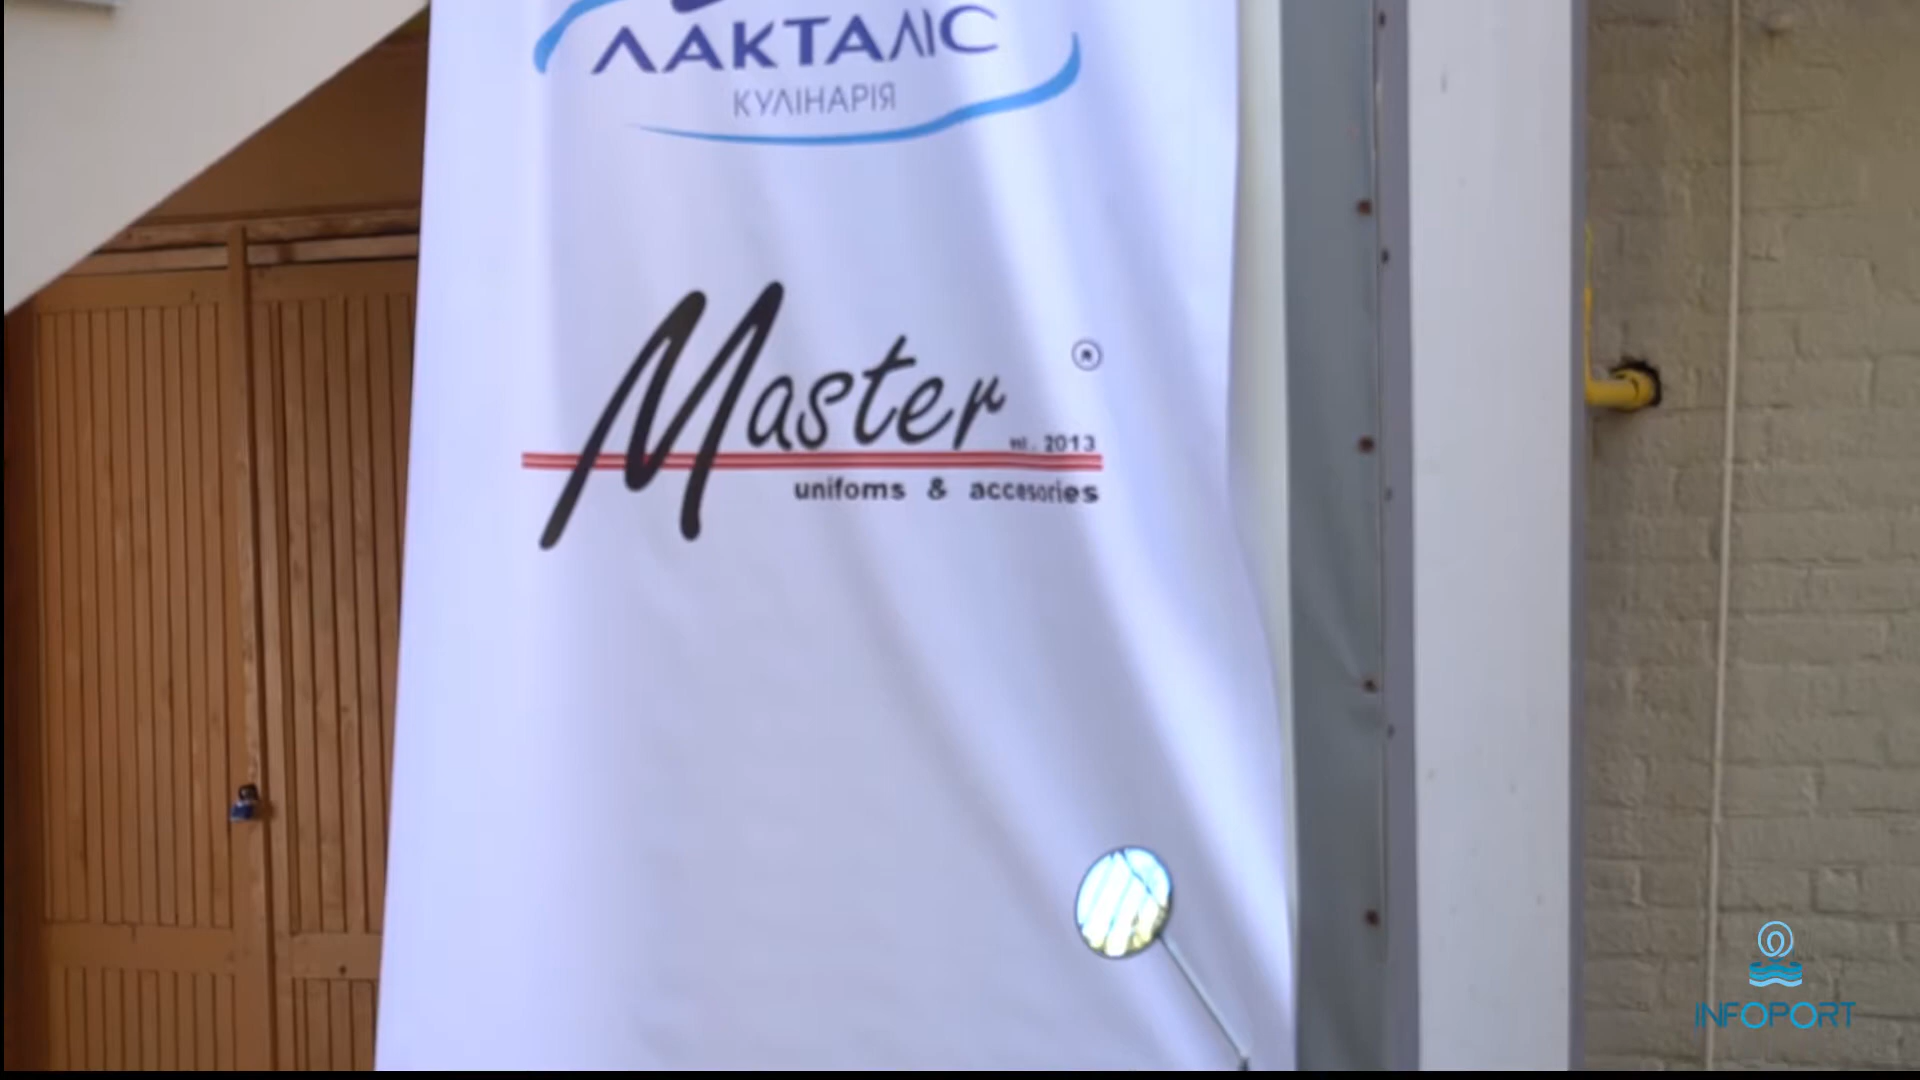 ЛАКТАЛІС
КУЛІНАРІЯ
Master ®
2013
unifoms & accesories
INFOPORT